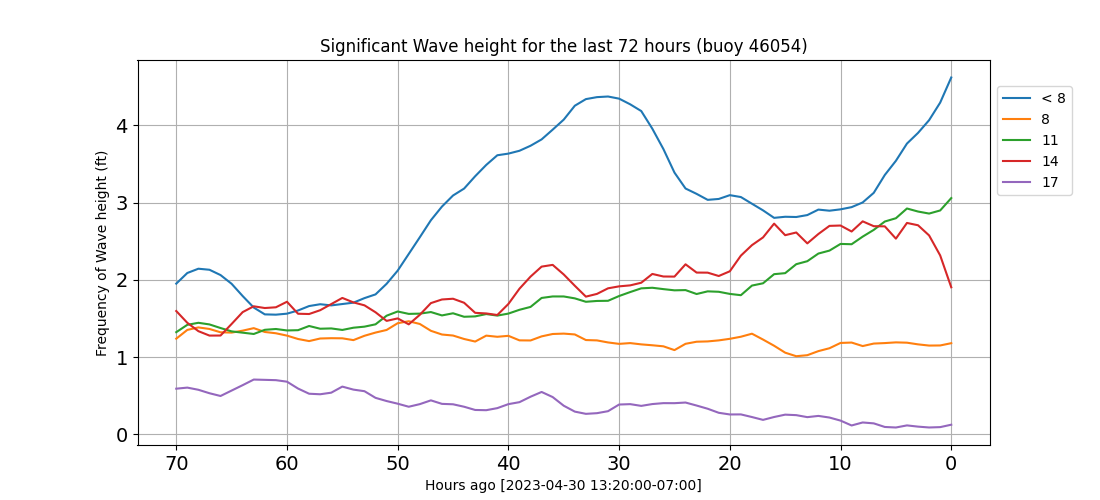 Significant Wave height for the last 72 hours (buoy 46054)
Frequency of Wave height (ft)
4
3
2
1
0
70 60 50 40 30 20 10 0
Hours ago [2023-04-30 13:20:00-07:00]
< 8
8
11
14
17